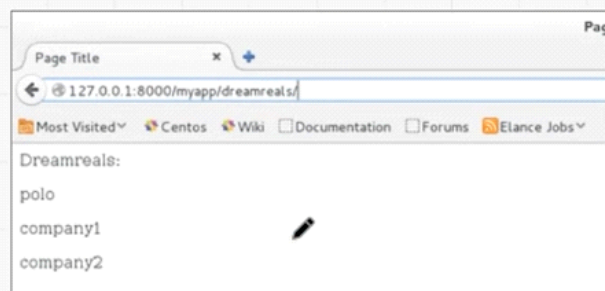 Pag
Page Title
127.0.0.1:8000/myapp/dreamreals/
Most Visited Centos Wiki Documentation Forums Elance Jobs
Dreamreals:
polo
company1
company2